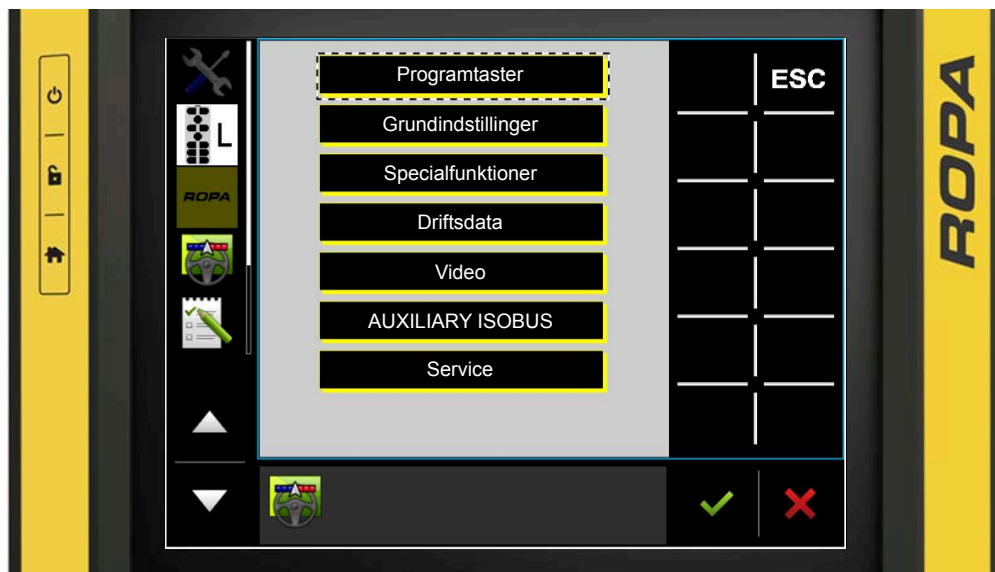 Programtaster
ESC
Grundindstillinger
L
Specialfunktioner
ROPA
Driftsdata
Video
AUXILIARY ISOBUS
Service
ROPA